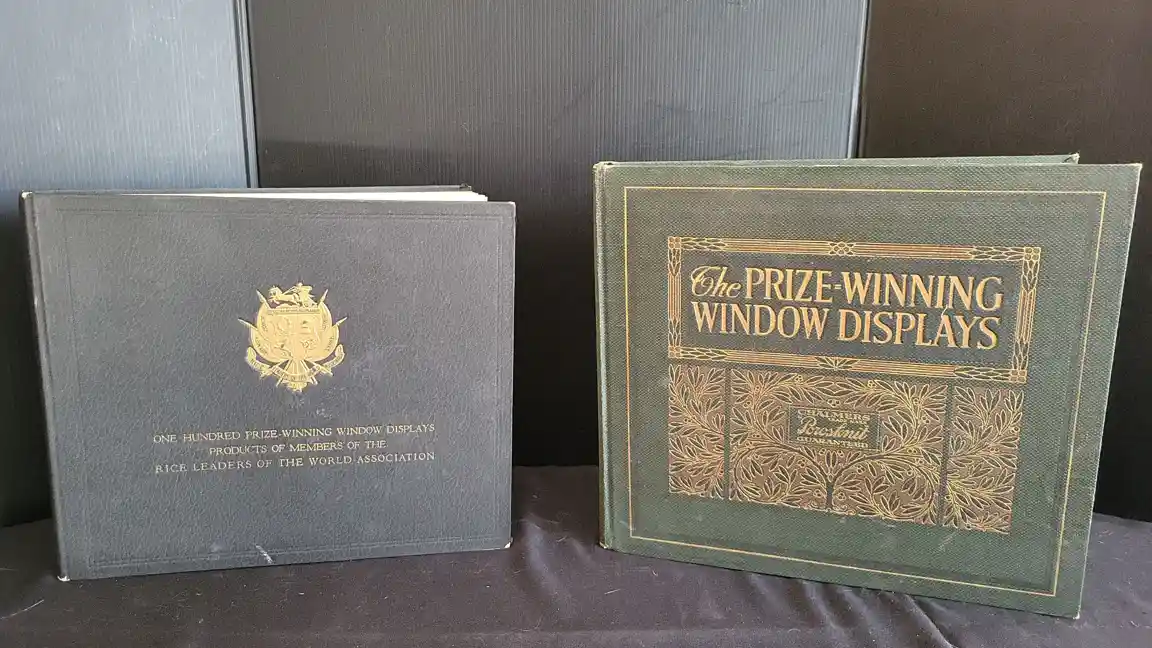 ONE HUNDRED PRIZE-WINNING WINDOW DISPLAYS
PRODUCTS OF MEMBERS OF THE
RICE LEADERS OF THE WORLD ASSOCIATION
The PRIZE-WINNING
WINDOW DISPLAYS
CHALMERS
Porosknit
GUARANTEED